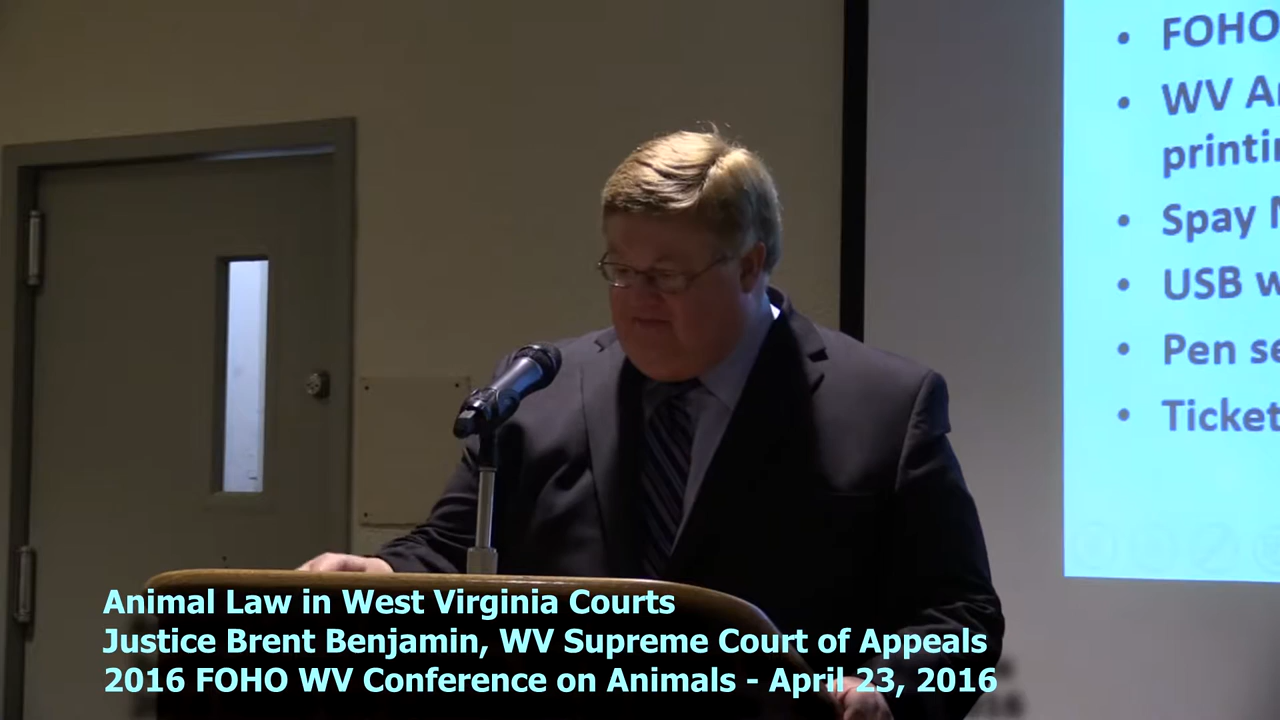 FOHO
WV
printi
Spay
USB
Pen se
Ticket
Animal Law in West Virginia Courts
Justice Brent Benjamin, WV Supreme Court of Appeals
2016 FOHO WV Conference on Animals - April 23, 2016